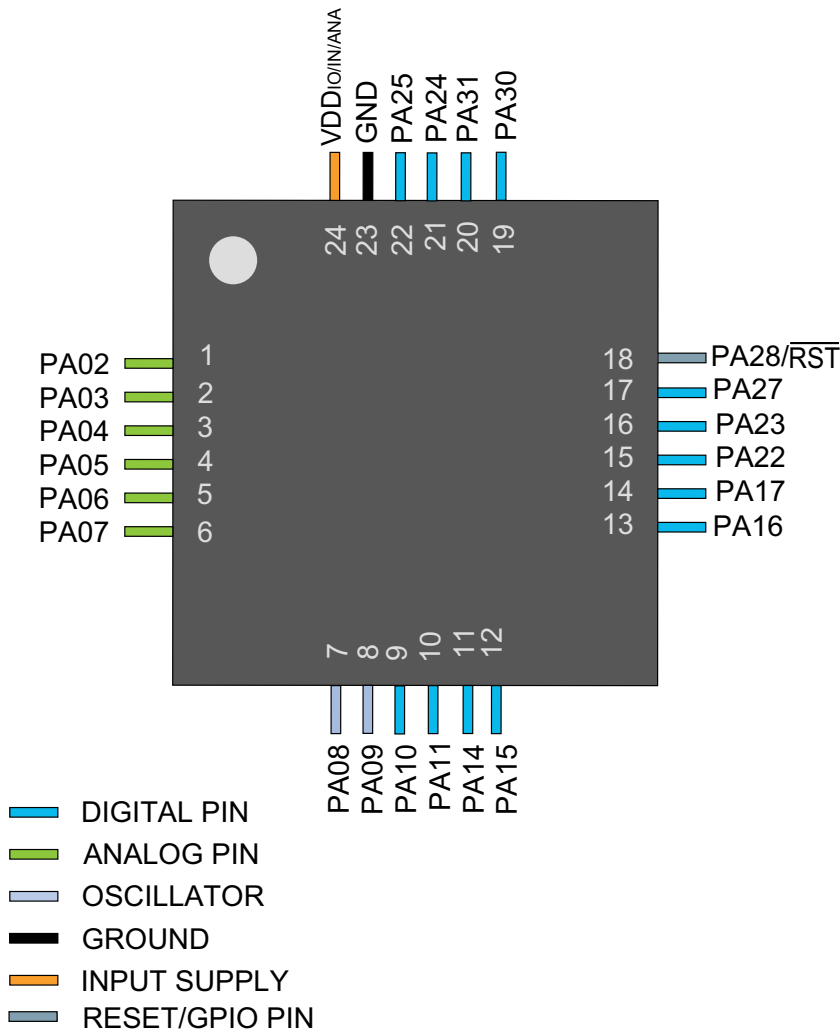 VDDIO/IN/ANA
GND
PA25
PA24
PA31
PA30
24
23
22
21
20
19
PA02 1
PA03 2
PA04 3
PA05 4
PA06 5
PA07 6
18 PA28/R̅S̅T̅
17 PA27
16 PA23
15 PA22
14 PA17
13 PA16
7
8
9
10
11
12
PA08
PA09
PA10
PA11
PA14
PA15
DIGITAL PIN
ANALOG PIN
OSCILLATOR
GROUND
INPUT SUPPLY
RESET/GPIO PIN